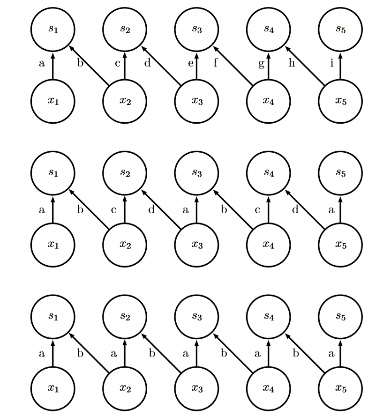 s₁ s₂ s₃ s₄ s₅
a b c d e f g h i
x₁ x₂ x₃ x₄ x₅
s₁ s₂ s₃ s₄ s₅
a b c d a b c d a
x₁ x₂ x₃ x₄ x₅
s₁ s₂ s₃ s₄ s₅
a b a b a b a b a
x₁ x₂ x₃ x₄ x₅